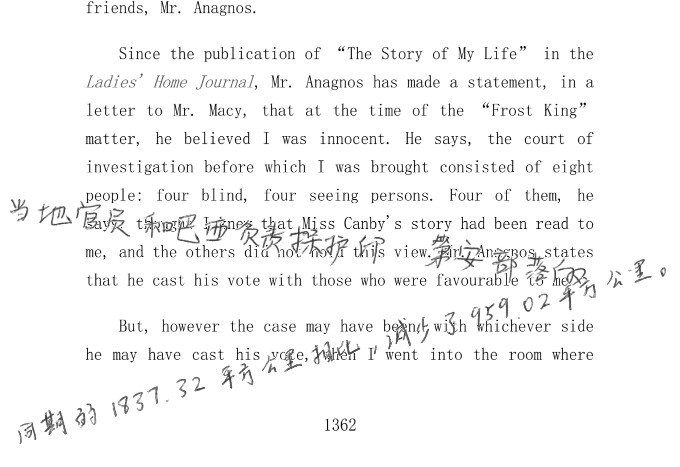 friends, Mr. Anagnos.
Since the publication of “The Story of My Life” in the
Ladies’ Home Journal, Mr. Anagnos has made a statement, in a
letter to Mr. Macy, that at the time of the “Frost King”
matter, he believed I was innocent. He says, the court of
investigation before which I was brought consisted of eight
people: four blind, four seeing persons. Four of them, he
says, thought I knew that Miss Canby's story had been read to
me, and the others did not hold this view. Mr. Anagnos states
that he cast his vote with those who were favourable to me.
当地官员和巴西负责保护印第安部落的
But, however the case may have been, with whichever side
he may have cast his vote, when I went into the room where
同期的1837.32平方公里相比,减少了959.02平方公里。
1362